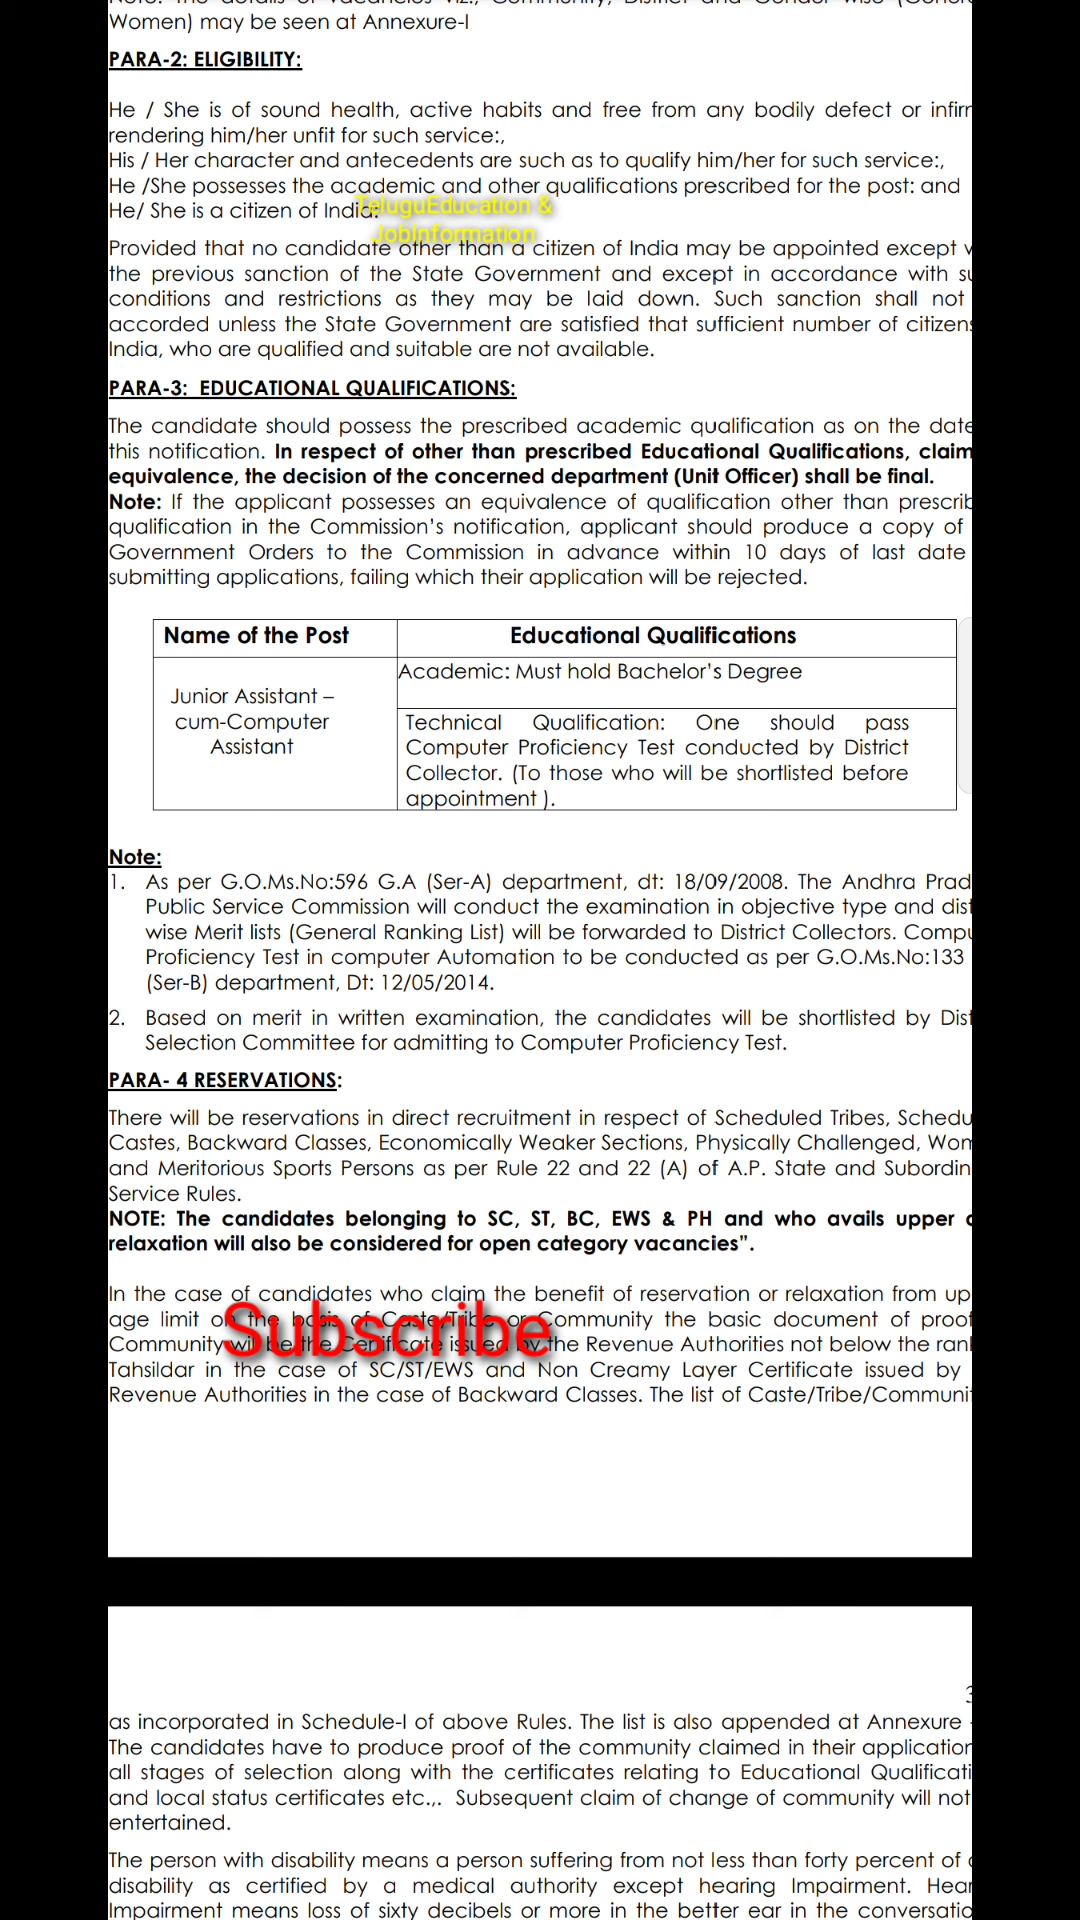 Women) may be seen at Annexure-I
PARA-2: ELIGIBILITY:
He / She is of sound health, active habits and free from any bodily defect or
rendering him/her unfit for such service:,
His / Her character and antecedents are such as to qualify him/her for such service:,
He /She possesses the academic and other qualifications prescribed for the post: and
He/ She is a citizen of India:
TeluguEducation &
JobInformation
Provided that no candidate other than a citizen of India may be appointed except
the previous sanction of the State Government and except in accordance with
conditions and restrictions as they may be laid down. Such sanction shall not
accorded unless the State Government are satisfied that sufficient number of citizens
India, who are qualified and suitable are not available.
PARA-3: EDUCATIONAL QUALIFICATIONS:
The candidate should possess the prescribed academic qualification as on the date
this notification. In respect of other than prescribed Educational Qualifications, claim
equivalence, the decision of the concerned department (Unit Officer) shall be final.
Note: If the applicant possesses an equivalence of qualification other than
qualification in the Commission's notification, applicant should produce a copy of
Government Orders to the Commission in advance within 10 days of last date
submitting applications, failing which their application will be rejected.
Name of the Post
Educational Qualifications
Junior Assistant –
cum-Computer
Assistant
Academic: Must hold Bachelor's Degree
Technical Qualification: One should pass
Computer Proficiency Test conducted by District
Collector. (To those who will be shortlisted before
appointment ).
Note:
1. As per G.O.Ms.No:596 G.A (Ser-A) department, dt: 18/09/2008. The Andhra Prad
Public Service Commission will conduct the examination in objective type and
wise Merit lists (General Ranking List) will be forwarded to District Collectors.
Proficiency Test in computer Automation to be conducted as per G.O.Ms.No:133
(Ser-B) department, Dt: 12/05/2014.
2. Based on merit in written examination, the candidates will be shortlisted by
Selection Committee for admitting to Computer Proficiency Test.
PARA- 4 RESERVATIONS:
There will be reservations in direct recruitment in respect of Scheduled Tribes, Schedu
Castes, Backward Classes, Economically Weaker Sections, Physically Challenged,
and Meritorious Sports Persons as per Rule 22 and 22 (A) of A.P. State and Subordin
Service Rules.
NOTE: The candidates belonging to SC, ST, BC, EWS & PH and who avails upper
relaxation will also be considered for open category vacancies”.
In the case of candidates who claim the benefit of reservation or relaxation from up
age limit on the basis of Caste/Tribe or Community the basic document of proof
Community will be the Certificate issued by the Revenue Authorities not below the
Subscribe
Tahsildar in the case of SC/ST/EWS and Non Creamy Layer Certificate issued by
Revenue Authorities in the case of Backward Classes. The list of Caste/Tribe/Communi
3
as incorporated in Schedule-I of above Rules. The list is also appended at Annexure
The candidates have to produce proof of the community claimed in their application
all stages of selection along with the certificates relating to Educational Qualificati
and local status certificates etc.,. Subsequent claim of change of community will not
entertained.
The person with disability means a person suffering from not less than forty percent of
disability as certified by a medical authority except hearing Impairment. Hear
Impairment means loss of sixty decibels or more in the better ear in the conversatio